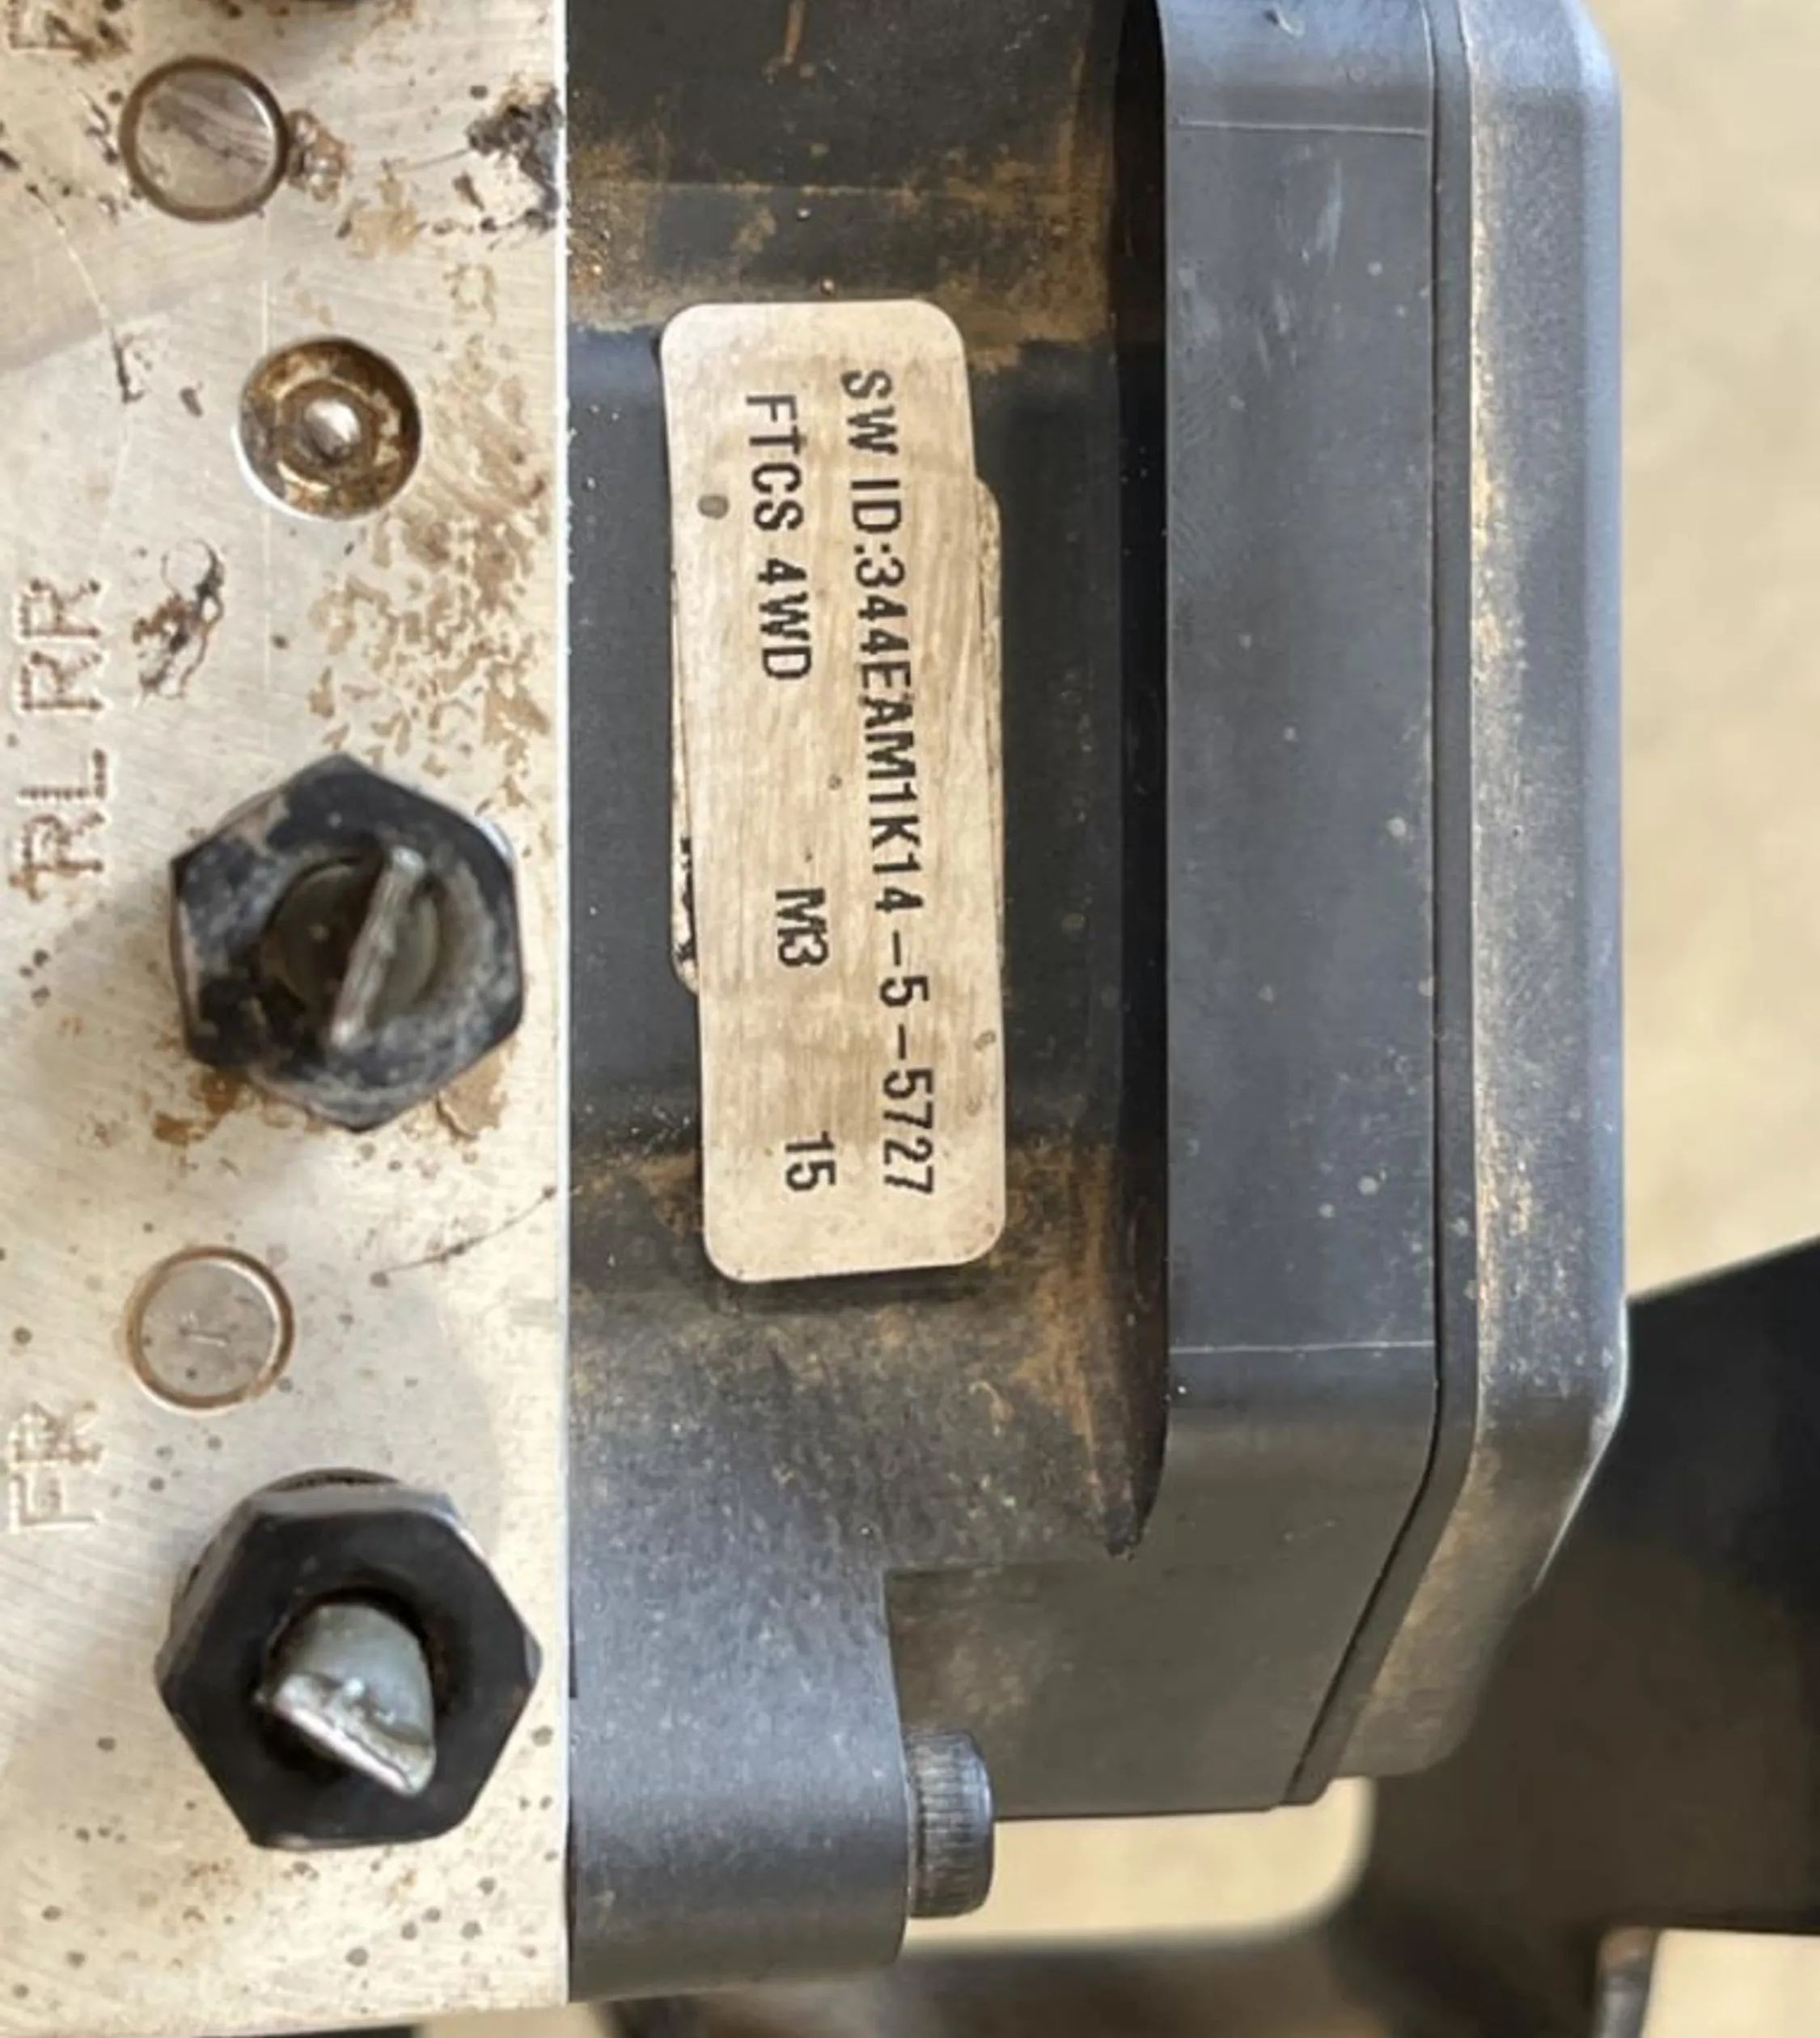 SW ID:344EAM1K14-5-5727
FTCS 4WD M3 15
RL RR
FR